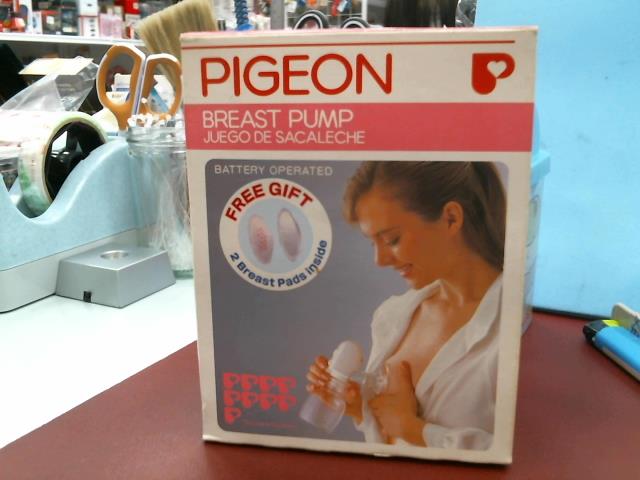 PIGEON
BREAST PUMP
JUEGO DE SACALECHE
BATTERY OPERATED
FREE GIFT
2 Breast Pads Inside